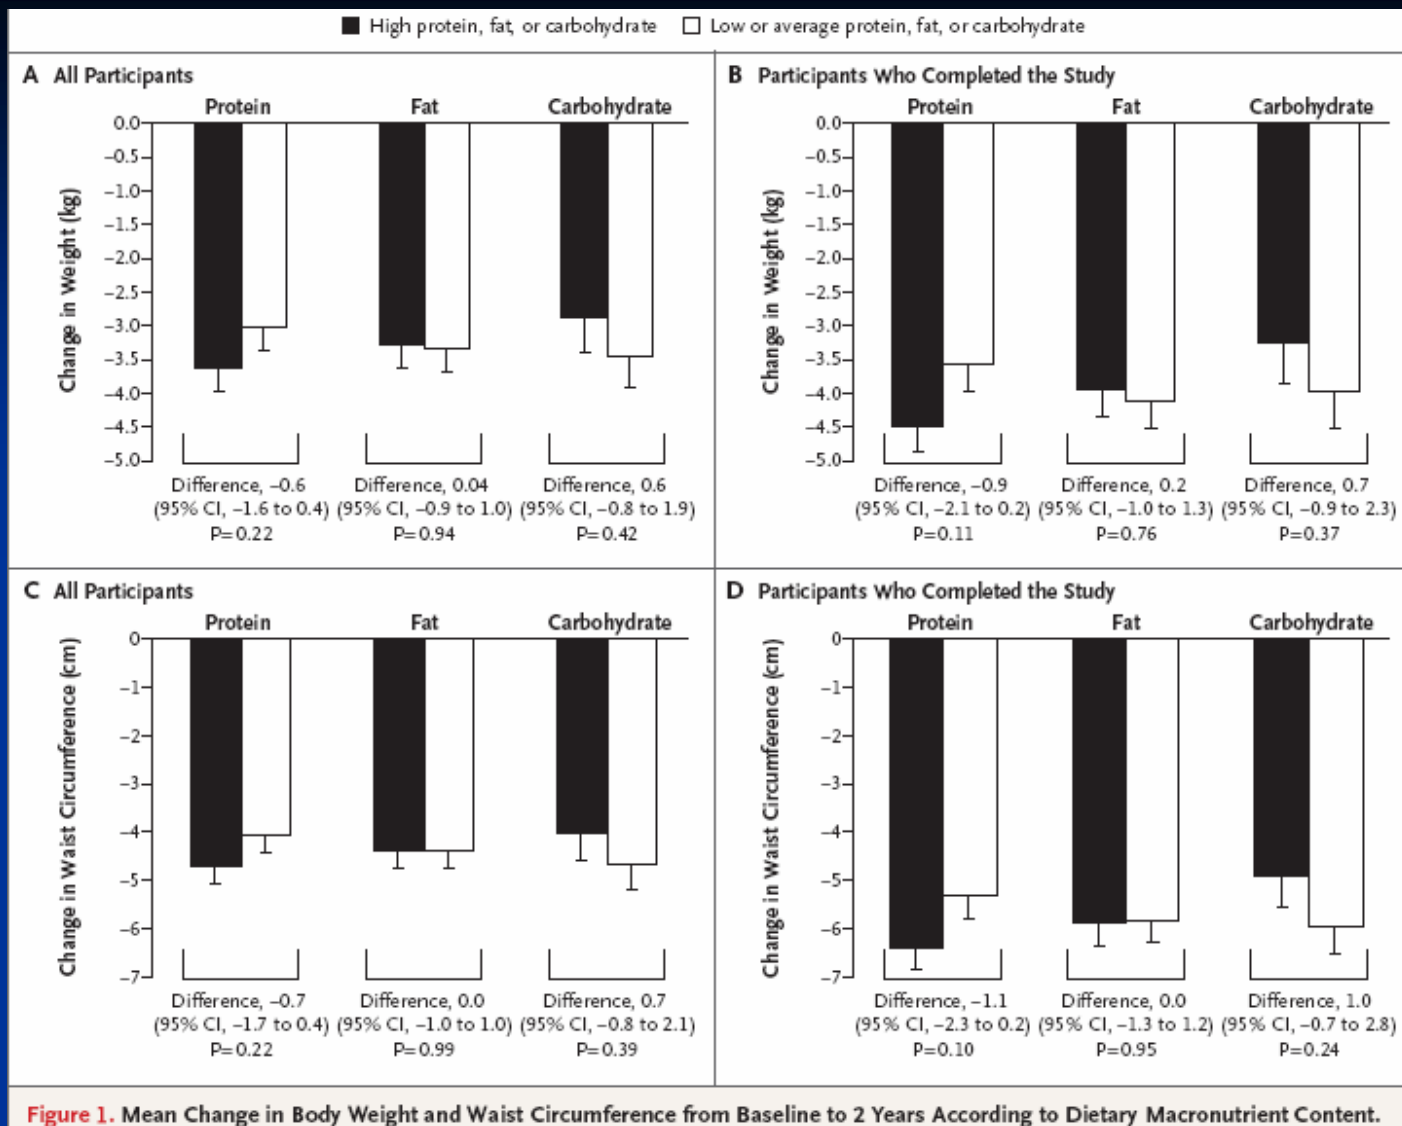 High protein, fat, or carbohydrate Low or average protein, fat, or carbohydrate
A All Participants
Protein Fat Carbohydrate
Change in Weight (kg)
0.0
–0.5
–1.0
–1.5
–2.0
–2.5
–3.0
–3.5
–4.0
–4.5
–5.0
Difference, –0.6 Difference, 0.04 Difference, 0.6
(95% CI, –1.6 to 0.4) (95% CI, –0.9 to 1.0) (95% CI, –0.8 to 1.9)
P=0.22 P=0.94 P=0.42
B Participants Who Completed the Study
Protein Fat Carbohydrate
Change in Weight (kg)
0.0
–0.5
–1.0
–1.5
–2.0
–2.5
–3.0
–3.5
–4.0
–4.5
–5.0
Difference, –0.9 Difference, 0.2 Difference, 0.7
(95% CI, –2.1 to 0.2) (95% CI, –1.0 to 1.3) (95% CI, –0.9 to 2.3)
P=0.11 P=0.76 P=0.37
C All Participants
Protein Fat Carbohydrate
Change in Waist Circumference (cm)
0
–1
–2
–3
–4
–5
–6
–7
Difference, –0.7 Difference, 0.0 Difference, 0.7
(95% CI, –1.7 to 0.4) (95% CI, –1.0 to 1.0) (95% CI, –0.8 to 2.1)
P=0.22 P=0.99 P=0.39
D Participants Who Completed the Study
Protein Fat Carbohydrate
Change in Waist Circumference (cm)
0
–1
–2
–3
–4
–5
–6
–7
Difference, –1.1 Difference, 0.0 Difference, 1.0
(95% CI, –2.3 to 0.2) (95% CI, –1.3 to 1.2) (95% CI, –0.7 to 2.8)
P=0.10 P=0.95 P=0.24
Figure 1. Mean Change in Body Weight and Waist Circumference from Baseline to 2 Years According to Dietary Macronutrient Content.